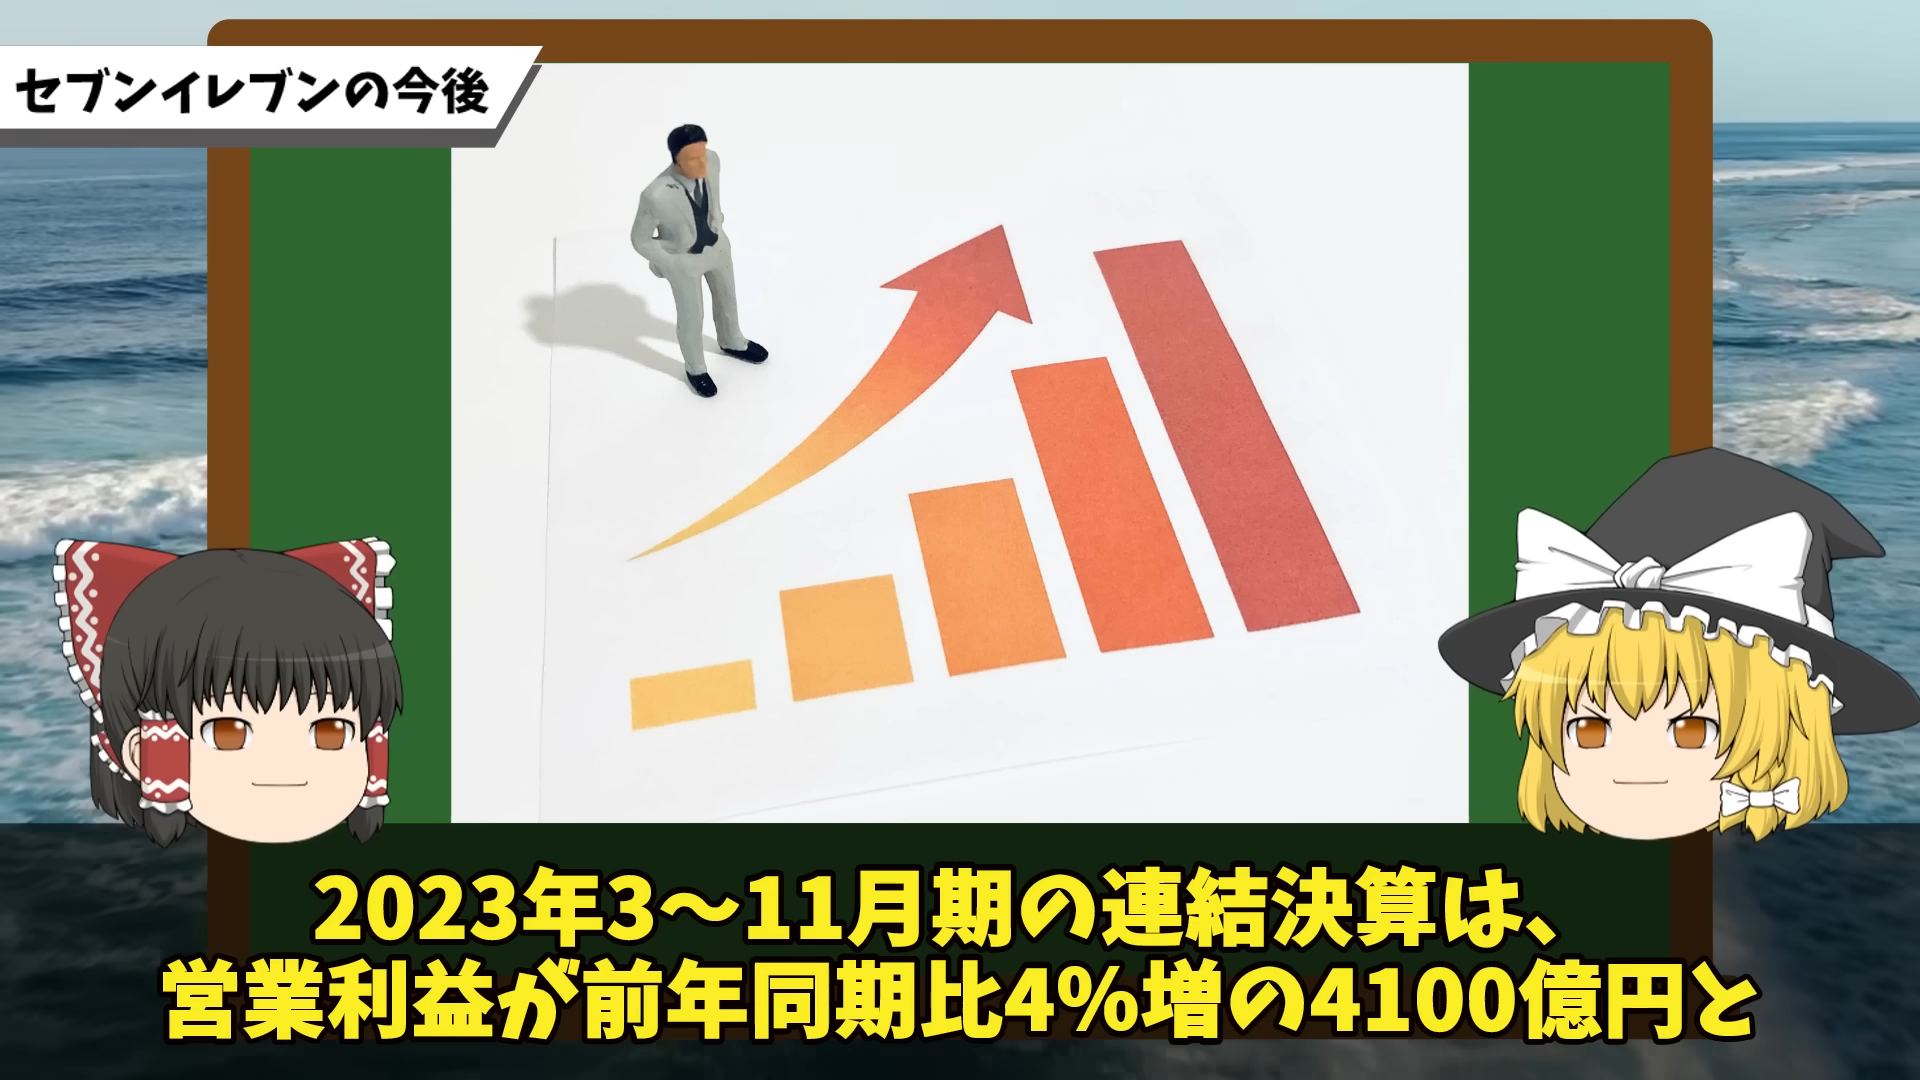 セブンイレブンの今後
2023年3〜11月期の連結決算は、
営業利益が前年同期比4%増の4100億円と